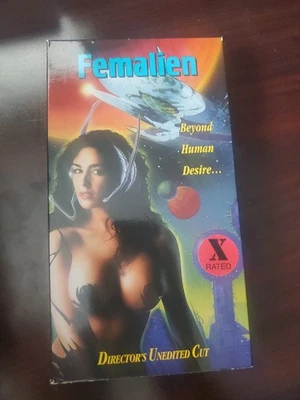 Femalien
Beyond
Human
Desire...
X
RATED
DIRECTOR'S UNEDITED CUT